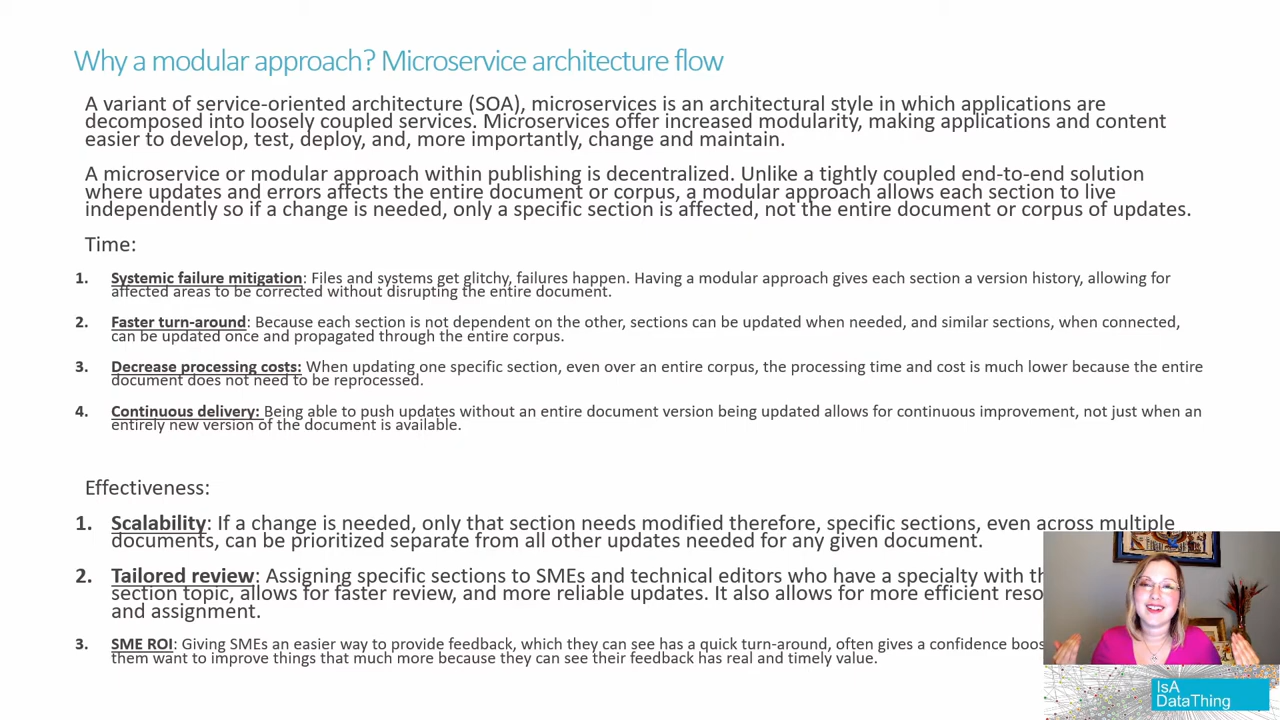 Why a modular approach? Microservice architecture flow
A variant of service-oriented architecture (SOA), microservices is an architectural style in which applications are
decomposed into loosely coupled services. Microservices offer increased modularity, making applications and content
easier to develop, test, deploy, and, more importantly, change and maintain.
A microservice or modular approach within publishing is decentralized. Unlike a tightly coupled end-to-end solution
where updates and errors affects the entire document or corpus, a modular approach allows each section to live
independently so if a change is needed, only a specific section is affected, not the entire document or corpus of updates.
Time:
1. Systemic failure mitigation: Files and systems get glitchy, failures happen. Having a modular approach gives each section a version history, allowing for
affected areas to be corrected without disrupting the entire document.
2. Faster turn-around: Because each section is not dependent on the other, sections can be updated when needed, and similar sections, when connected,
can be updated once and propagated through the entire corpus.
3. Decrease processing costs: When updating one specific section, even over an entire corpus, the processing time and cost is much lower because the entire
document does not need to be reprocessed.
4. Continuous delivery: Being able to push updates without an entire document version being updated allows for continuous improvement, not just when an
entirely new version of the document is available.
Effectiveness:
1. Scalability: If a change is needed, only that section needs modified therefore, specific sections, even across multiple
documents, can be prioritized separate from all other updates needed for any given document.
2. Tailored review: Assigning specific sections to SMEs and technical editors who have a specialty with
section topic, allows for faster review, and more reliable updates. It also allows for more efficient
and assignment.
3. SME ROI: Giving SMEs an easier way to provide feedback, which they can see has a quick turn-around, often gives a confidence
them want to improve things that much more because they can see their feedback has real and timely value.
IsA
DataThing